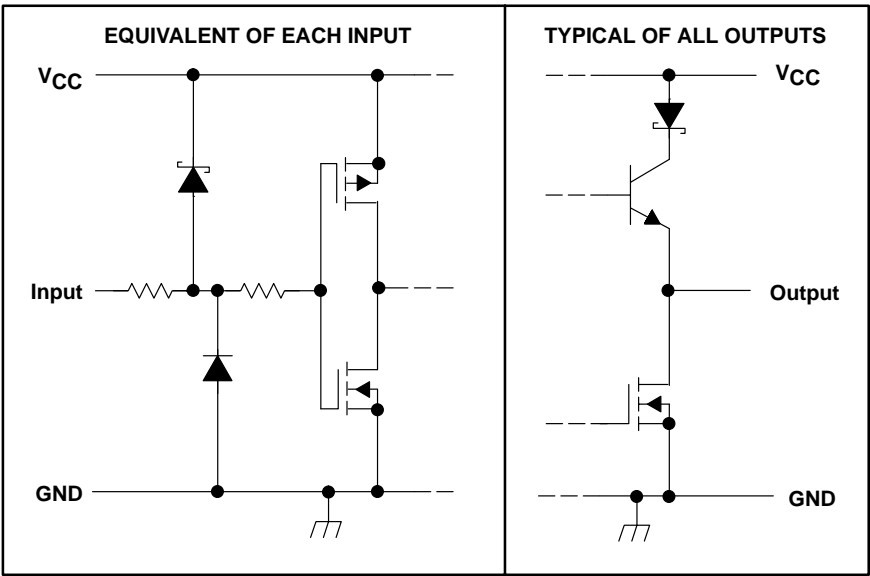 EQUIVALENT OF EACH INPUT
VCC
Input
GND
TYPICAL OF ALL OUTPUTS
VCC
Output
GND